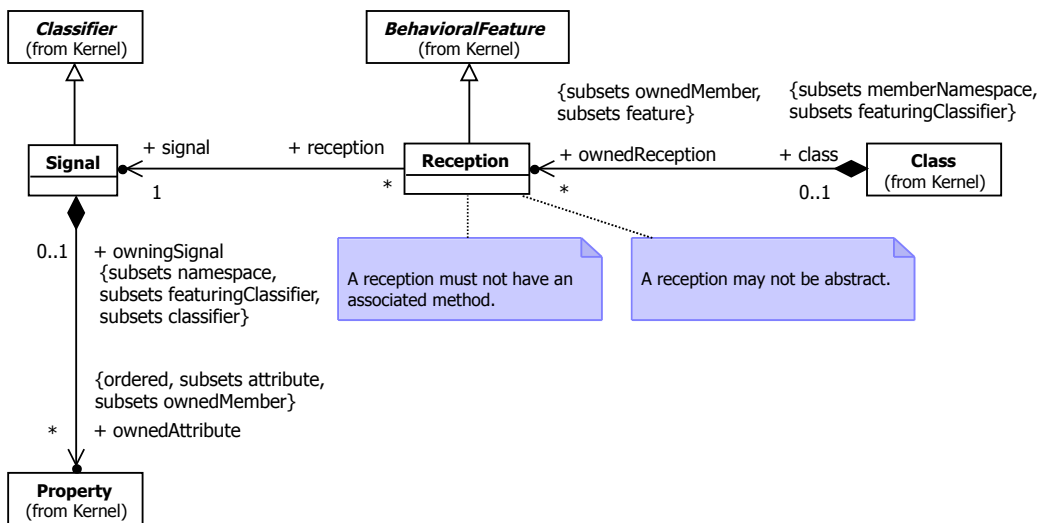 Classifier
(from Kernel)
BehavioralFeature
(from Kernel)
{subsets ownedMember,
subsets feature}
{subsets memberNamespace,
subsets featuringClassifier}
Signal
+ signal
1
+ reception
*
Reception
+ ownedReception
*
+ class
0..1
Class
(from Kernel)
0..1
+ owningSignal
{subsets namespace,
subsets featuringClassifier,
subsets classifier}
A reception must not have an
associated method.
A reception may not be abstract.
{ordered, subsets attribute,
subsets ownedMember}
* + ownedAttribute
Property
(from Kernel)